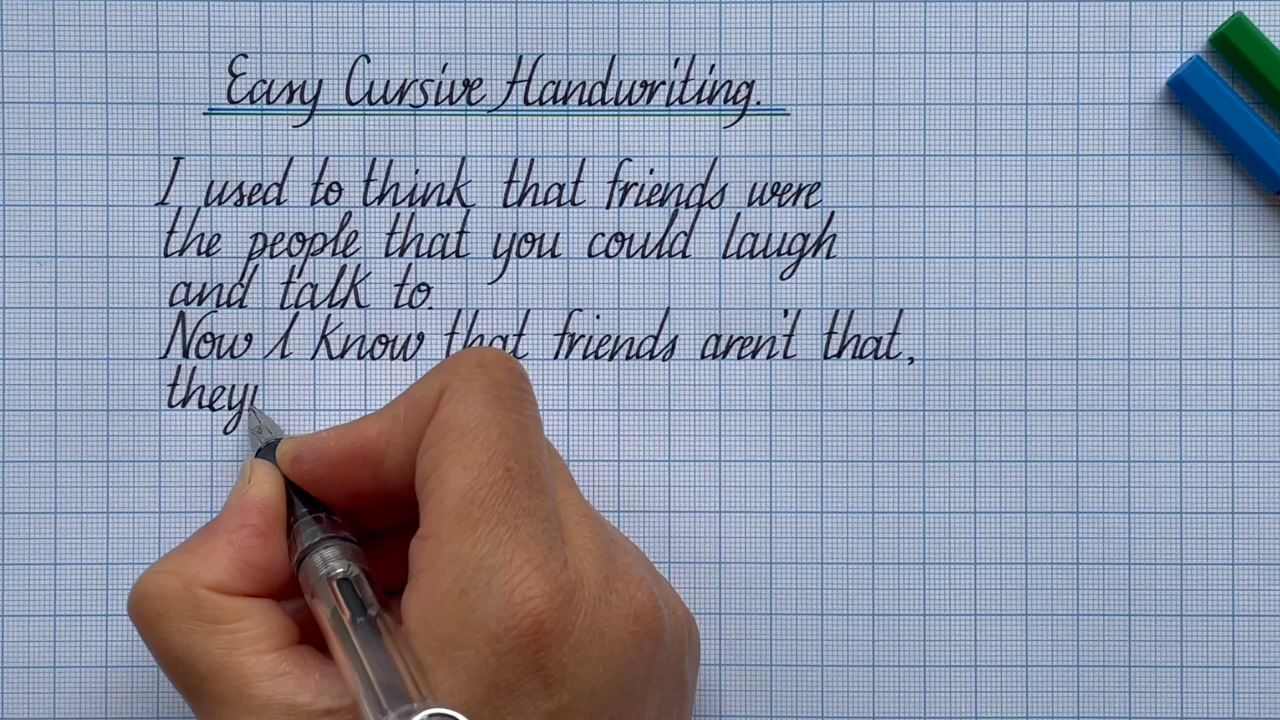 Easy Cursive Handwriting.
I used to think that friends were
the people that you could laugh
and talk to.
Now I know that friends aren't that,
they